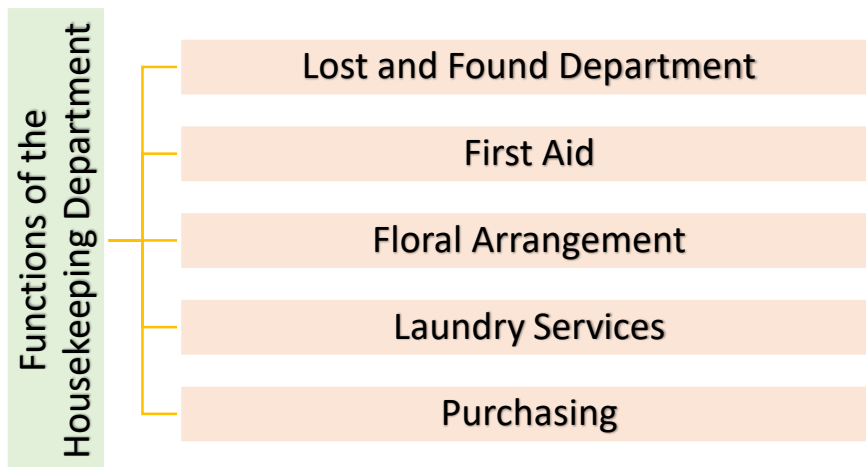 Functions of the
Housekeeping Department
Lost and Found Department
First Aid
Floral Arrangement
Laundry Services
Purchasing